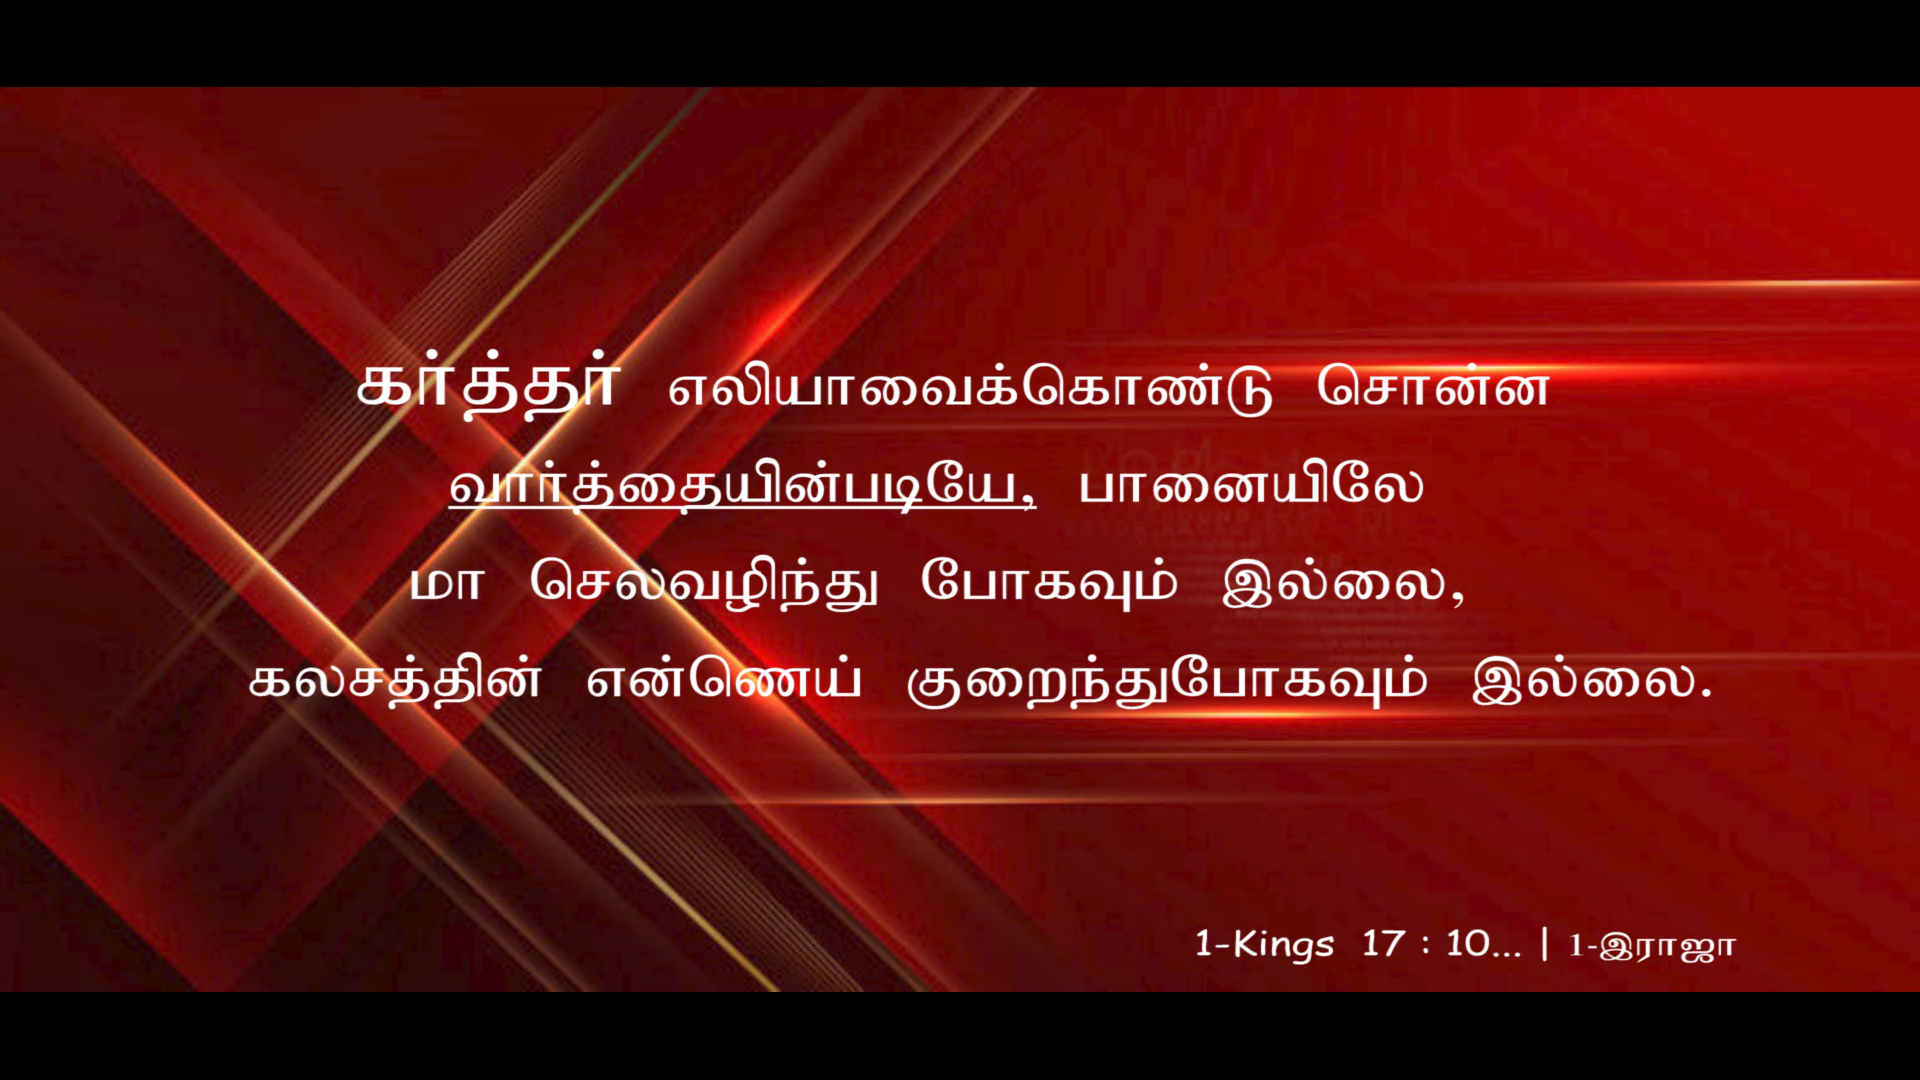 கர்த்தர் எலியாவைக்கொண்டு சொன்ன
வார்த்தையின்படியே, பானையிலே
மா செலவழிந்து போகவும் இல்லை,
கலசத்தின் என்ணெய் குறைந்துபோகவும் இல்லை.
1-Kings 17 : 10... | 1-இராஜா